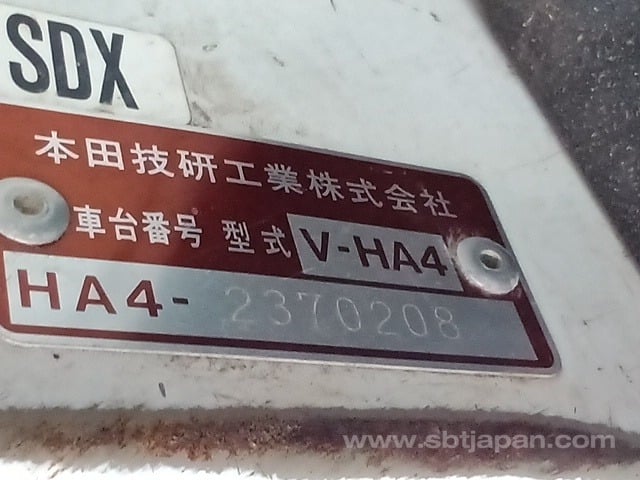 SDX
本田技研工業株式会社
車台番号 型式 V-HA4
HA4-2370208
www.sbtjapan.com